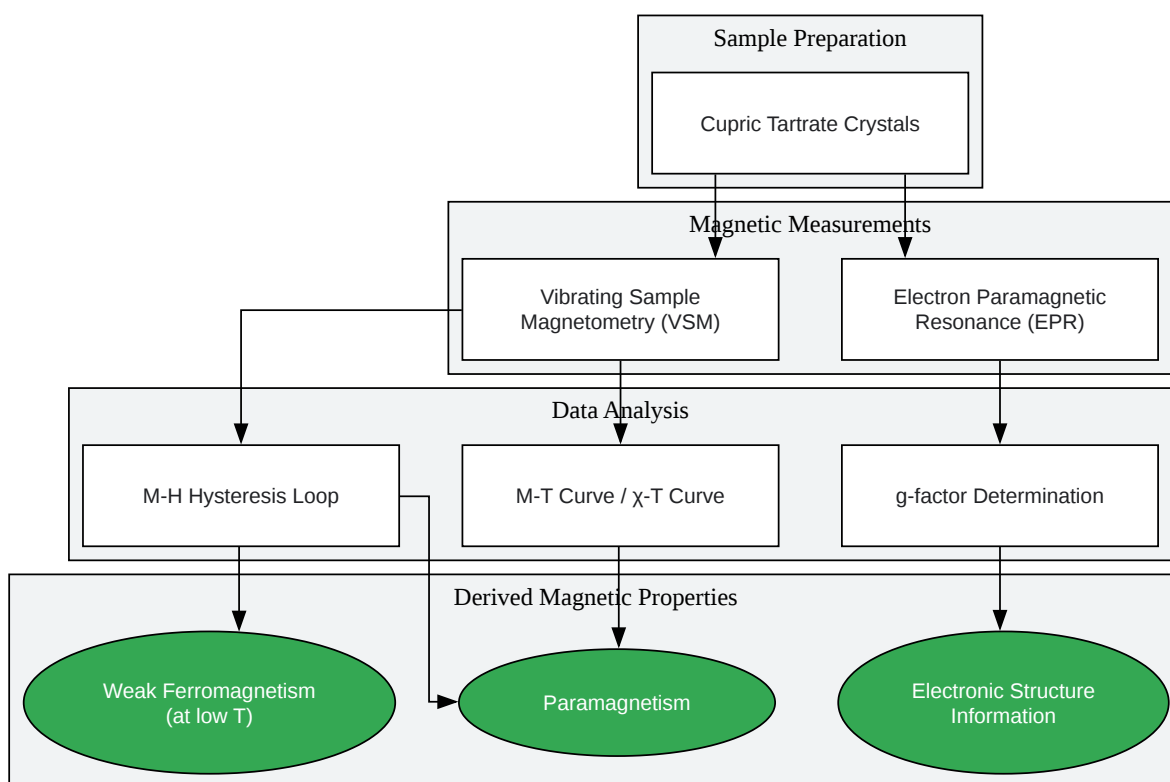 Sample Preparation
Cupric Tartrate Crystals
Magnetic Measurements
Vibrating Sample
Magnetometry (VSM)
Electron Paramagnetic
Resonance (EPR)
Data Analysis
M-H Hysteresis Loop
M-T Curve / χ-T Curve
g-factor Determination
Derived Magnetic Properties
Weak Ferromagnetism
(at low T)
Paramagnetism
Electronic Structure
Information